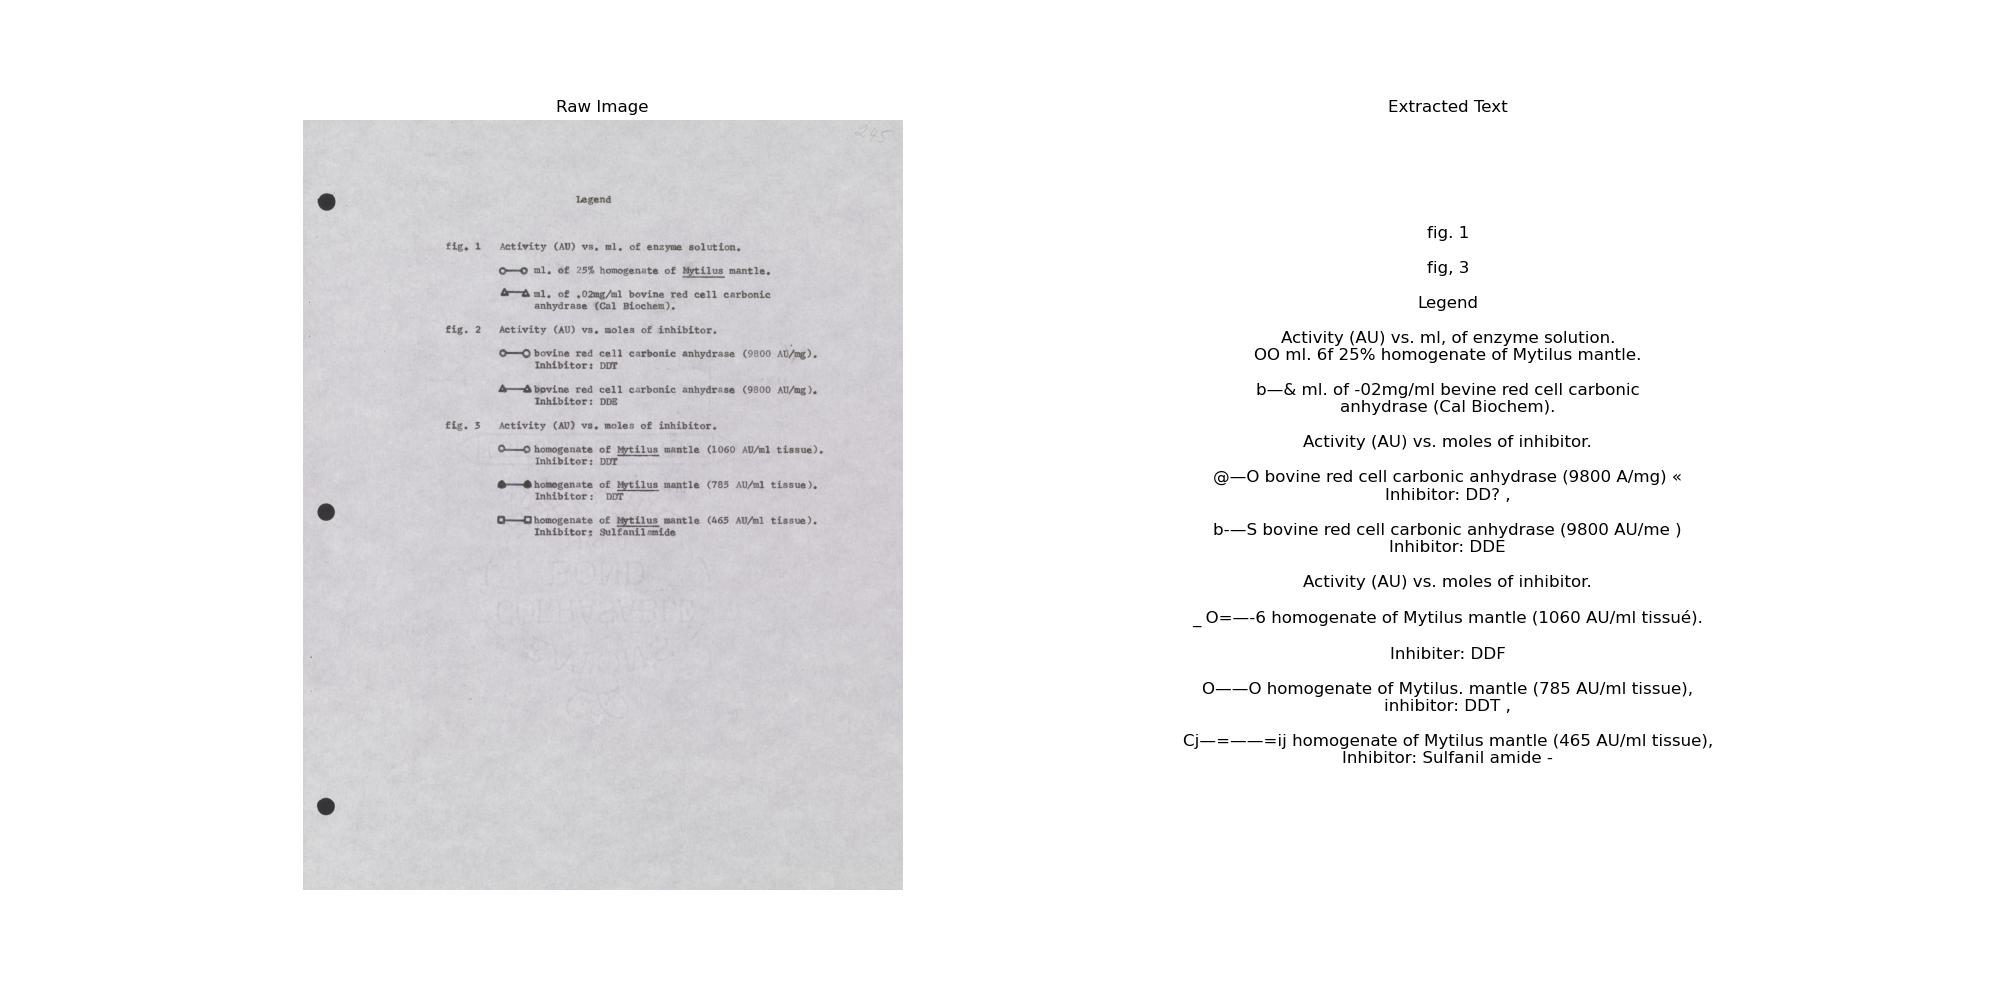 Raw Image
245
Legend
fig. 1 Activity (AU) vs. ml. of enzyme solution.
ml. of 25% homogenate of Mytilus mantle.
ml. of .02mg/ml bovine red cell carbonic
anhydrase (Cal Biochem).
fig. 2 Activity (AU) vs. moles of inhibitor.
bovine red cell carbonic anhydrase (9800 AU/mg).
Inhibitor: DDT
bovine red cell carbonic anhydrase (9800 AU/mg).
Inhibitor: DDE
fig. 3 Activity (AU) vs. moles of inhibitor.
homogenate of Mytilus mantle (1060 AU/ml tissue).
Inhibitor: DDT
homogenate of Mytilus mantle (785 AU/ml tissue).
Inhibitor: DDT
homogenate of Mytilus mantle (465 AU/ml tissue).
Inhibitor: Sulfanilamide
Extracted Text
fig. 1
fig, 3
Legend
Activity (AU) vs. ml, of enzyme solution.
OO ml. 6f 25% homogenate of Mytilus mantle.
b—& ml. of -02mg/ml bevine red cell carbonic
anhydrase (Cal Biochem).
Activity (AU) vs. moles of inhibitor.
@—O bovine red cell carbonic anhydrase (9800 A/mg) «
Inhibitor: DD? ,
b-—S bovine red cell carbonic anhydrase (9800 AU/me )
Inhibitor: DDE
Activity (AU) vs. moles of inhibitor.
_ O=—-6 homogenate of Mytilus mantle (1060 AU/ml tissué).
Inhibiter: DDF
O——O homogenate of Mytilus. mantle (785 AU/ml tissue),
inhibitor: DDT ,
Cj—=——=ij homogenate of Mytilus mantle (465 AU/ml tissue),
Inhibitor: Sulfanil amide -